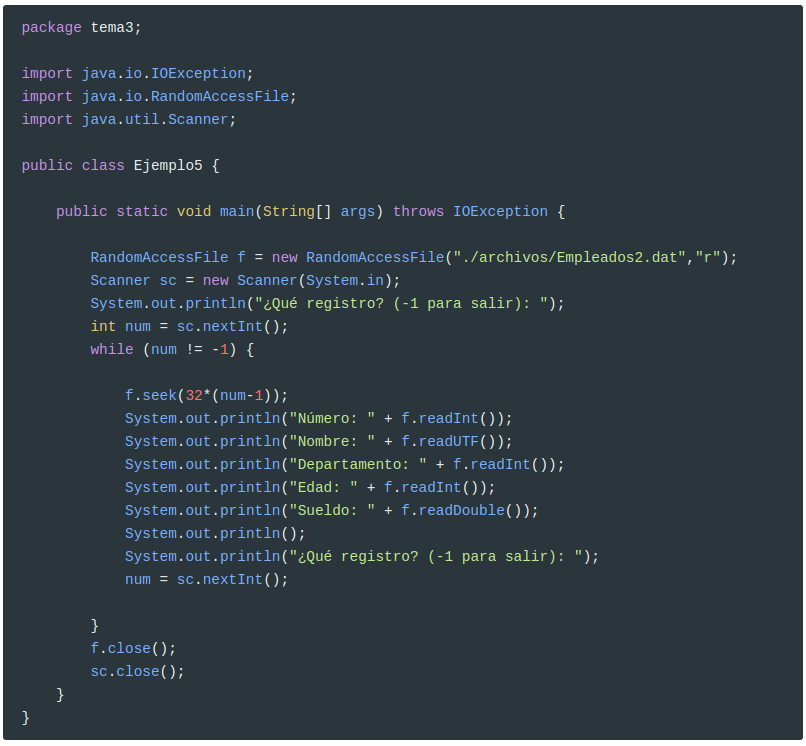 package tema3;
import java.io.IOException;
import java.io.RandomAccessFile;
import java.util.Scanner;
public class Ejemplo5 {
public static void main(String[] args) throws IOException {
RandomAccessFile f = new RandomAccessFile("./archivos/Empleados2.dat","r");
Scanner sc = new Scanner(System.in);
System.out.println("¿Qué registro? (-1 para salir): ");
int num = sc.nextInt();
while (num != -1) {
f.seek(32*(num-1));
System.out.println("Número: " + f.readInt());
System.out.println("Nombre: " + f.readUTF());
System.out.println("Departamento: " + f.readInt());
System.out.println("Edad: " + f.readInt());
System.out.println("Sueldo: " + f.readDouble());
System.out.println();
System.out.println("¿Qué registro? (-1 para salir): ");
num = sc.nextInt();
}
f.close();
sc.close();
}
}